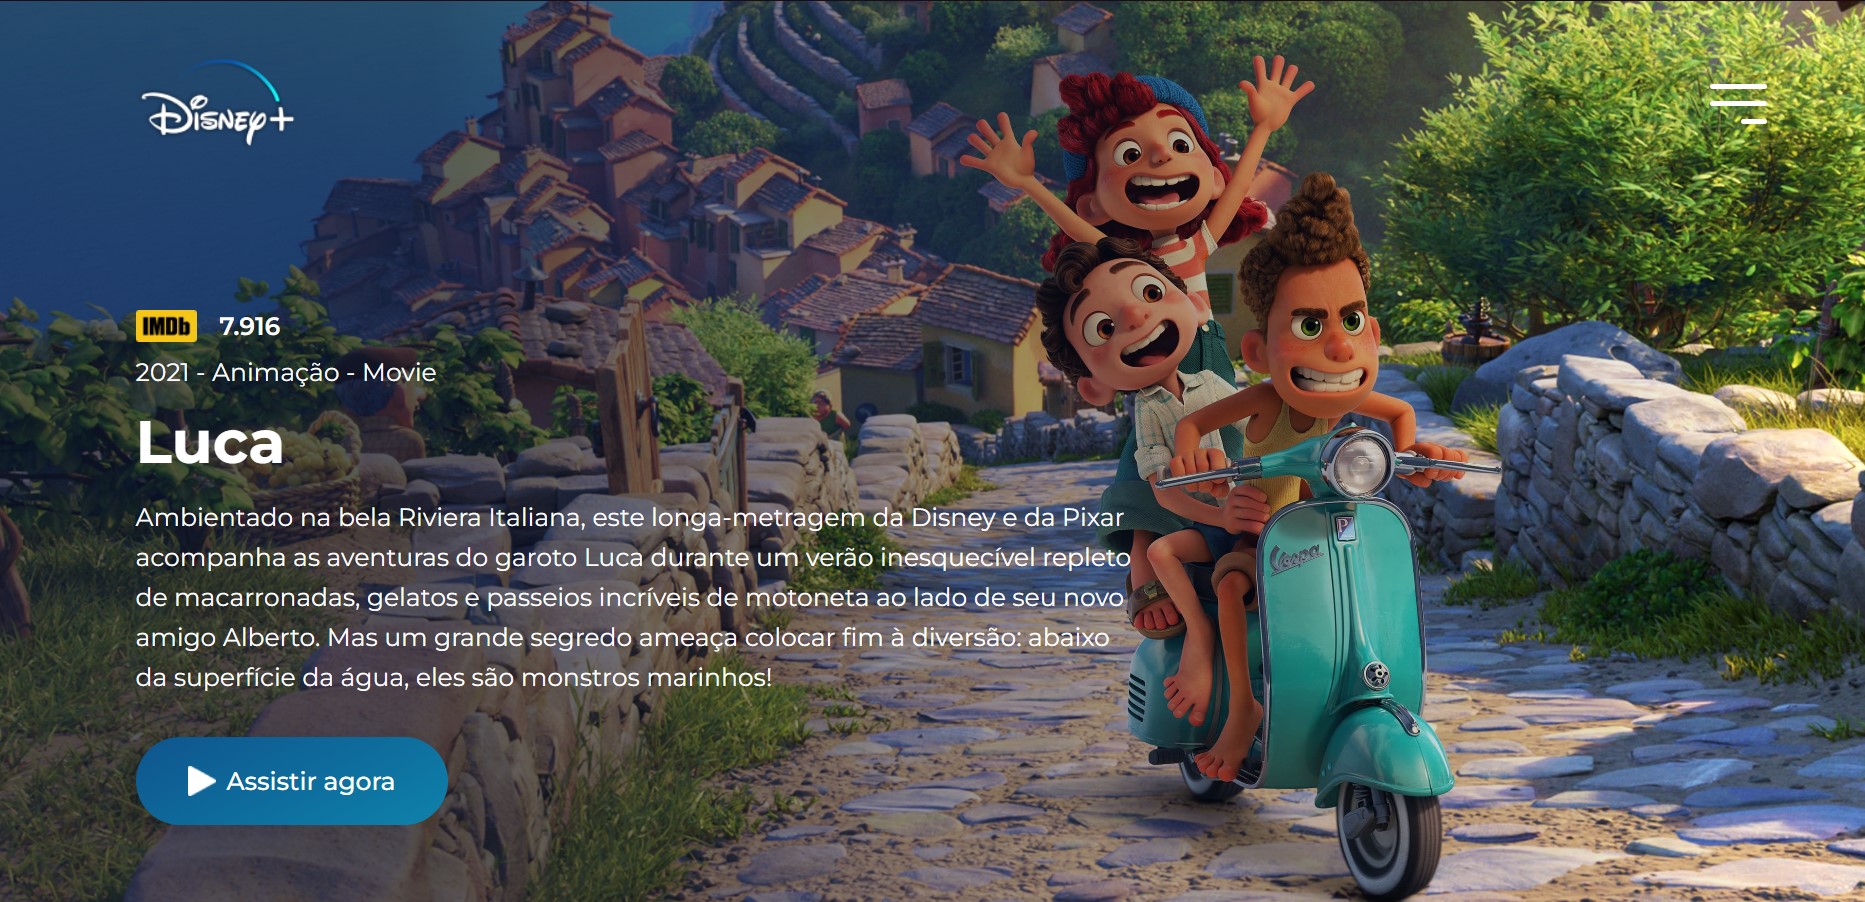 Disney+
IMDb 7.916
2021 - Animação - Movie
Luca
Ambientado na bela Riviera Italiana, este longa-metragem da Disney e da Pixar
acompanha as aventuras do garoto Luca durante um verão inesquecível repleto
de macarronadas, gelatos e passeios incríveis de motoneta ao lado de seu novo
amigo Alberto. Mas um grande segredo ameaça colocar fim à diversão: abaixo
da superfície da água, eles são monstros marinhos!
Assistir agora
P
Vespa